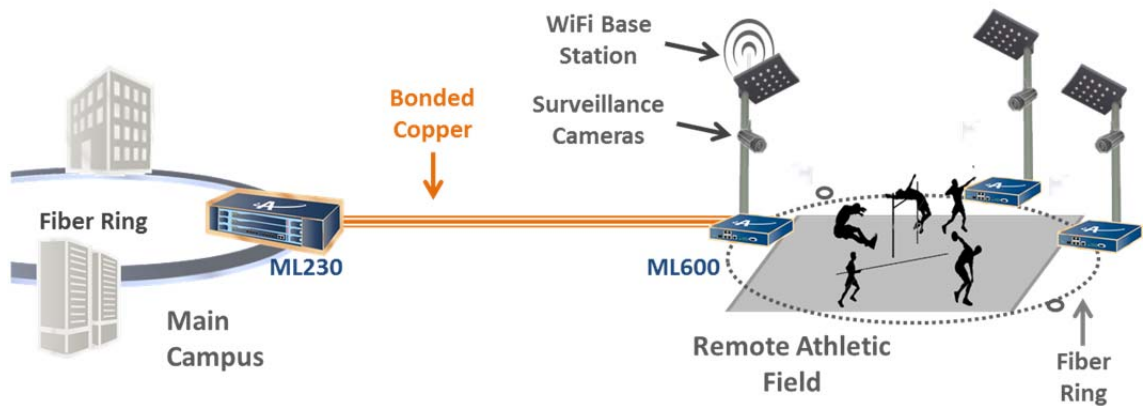 WiFi Base
Station
Surveillance
Cameras
Bonded
Copper
Fiber Ring
ML230
ML600
Main
Campus
Remote Athletic
Field
Fiber
Ring